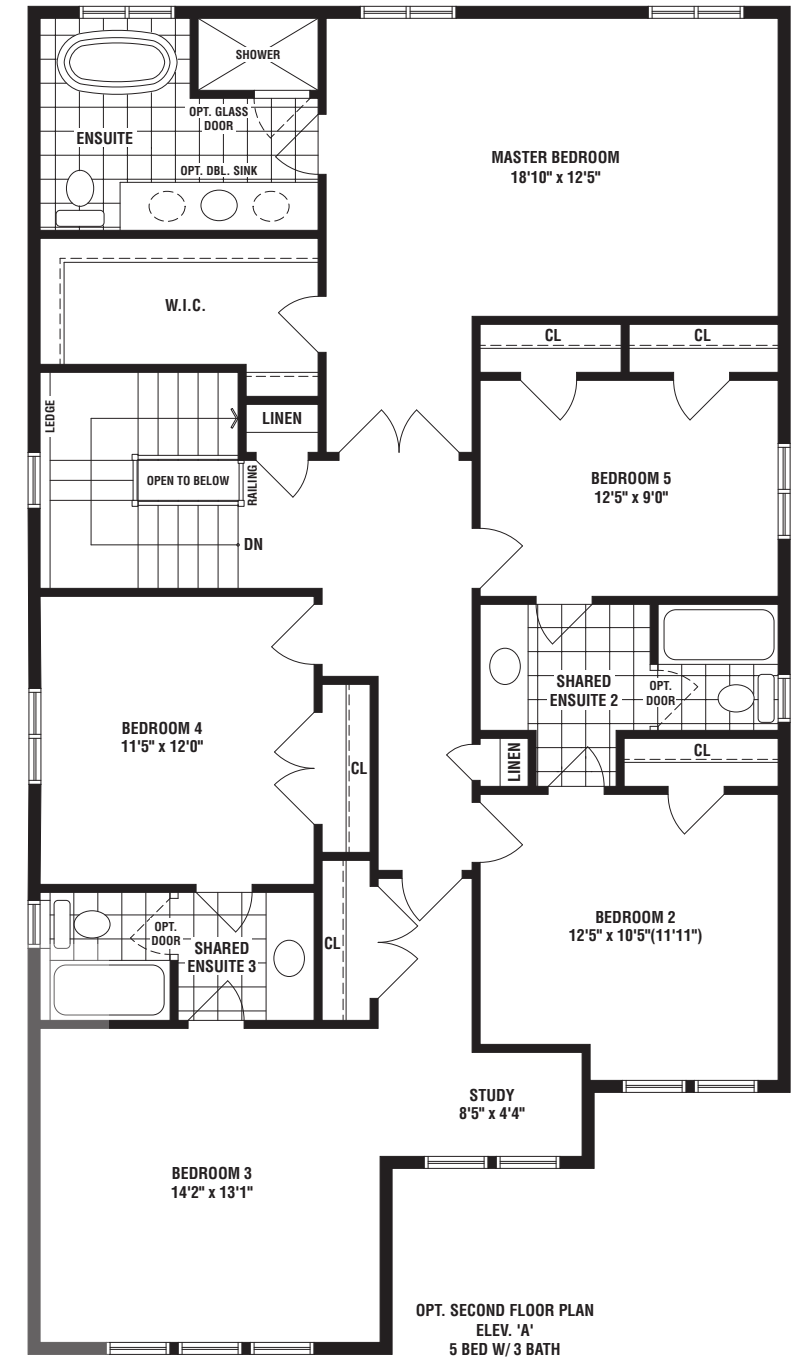 SHOWER
OPT. GLASS
DOOR
ENSUITE
OPT. DBL. SINK
MASTER BEDROOM
18'10" x 12'5"
W.I.C.
CL
CL
LEDGE
LINEN
OPEN TO BELOW
RAILING
DN
BEDROOM 5
12'5" x 9'0"
SHARED
ENSUITE 2
OPT.
DOOR
BEDROOM 4
11'5" x 12'0"
CL
LINEN
CL
OPT.
DOOR
SHARED
ENSUITE 3
CL
BEDROOM 2
12'5" x 10'5"(11'11")
STUDY
8'5" x 4'4"
BEDROOM 3
14'2" x 13'1"
OPT. SECOND FLOOR PLAN
ELEV. 'A'
5 BED W/ 3 BATH